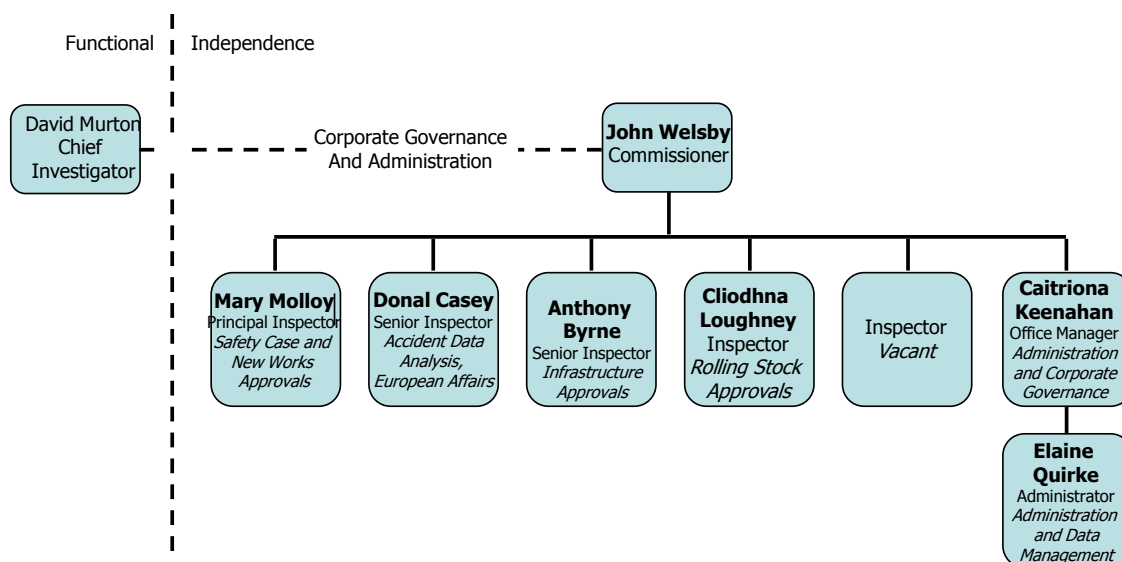 Functional Independence
David Murton
Chief
Investigator
Corporate Governance
And Administration
John Welsby
Commissioner
Mary Molloy
Principal Inspector
Safety Case and
New Works
Approvals
Donal Casey
Senior Inspector
Accident Data
Analysis,
European Affairs
Anthony
Byrne
Senior Inspector
Infrastructure
Approvals
Cliodhna
Loughney
Inspector
Rolling Stock
Approvals
Inspector
Vacant
Caitriona
Keenahan
Office Manager
Administration
and Corporate
Governance
Elaine
Quirke
Administrator
Administration
and Data
Management